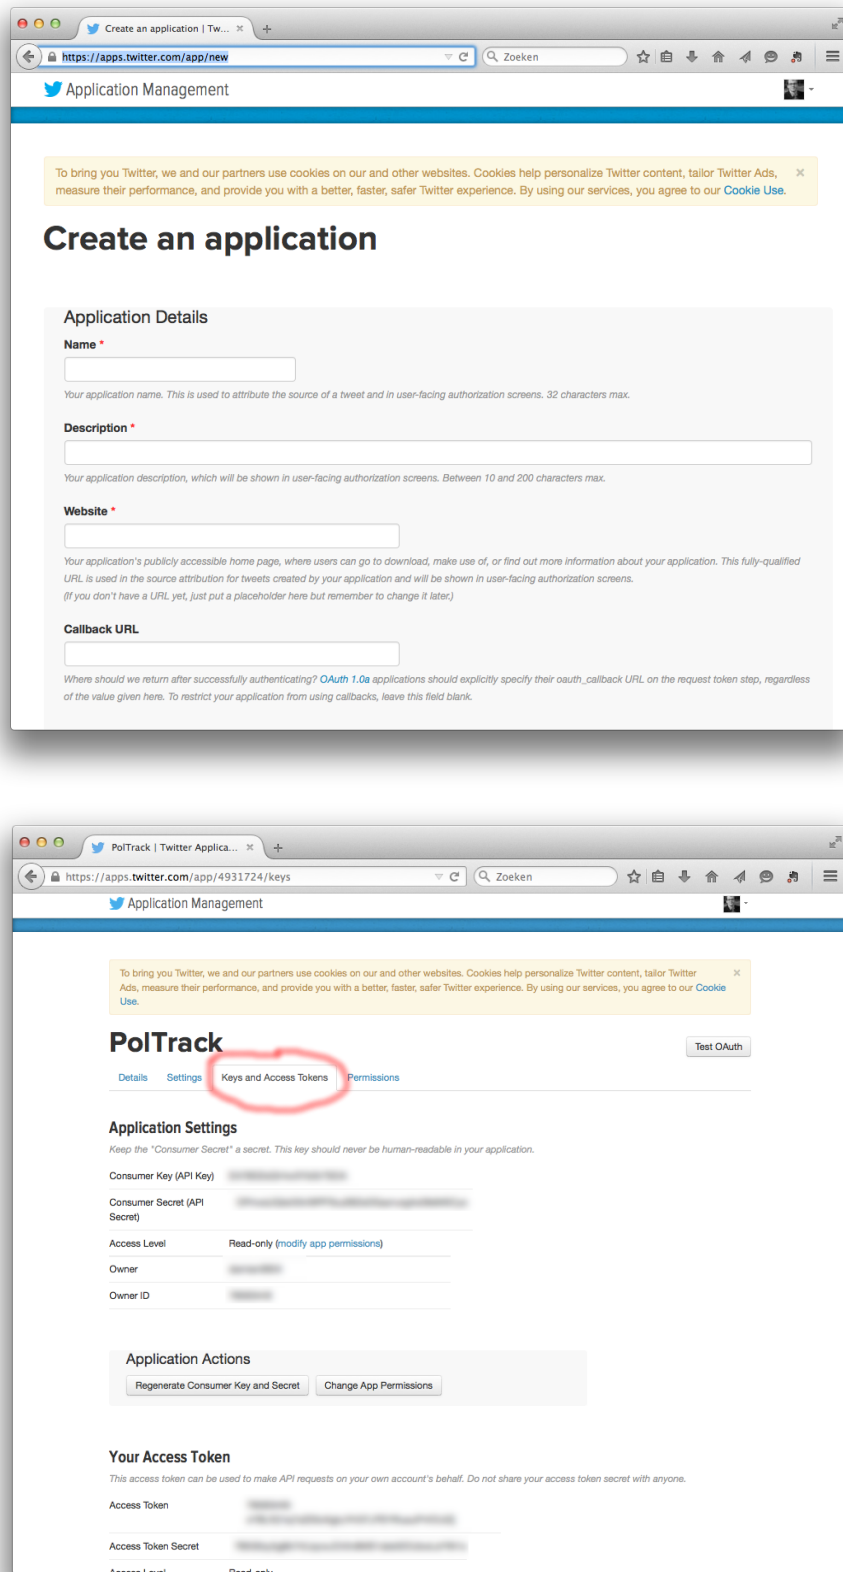 Create an application | Tw...
https://apps.twitter.com/app/new
Zoeken
Application Management
To bring you Twitter, we and our partners use cookies on our and other websites. Cookies help personalize Twitter content, tailor Twitter Ads,
measure their performance, and provide you with a better, faster, safer Twitter experience. By using our services, you agree to our Cookie Use.
Create an application
Application Details
Name *
Your application name. This is used to attribute the source of a tweet and in user-facing authorization screens. 32 characters max.
Description *
Your application description, which will be shown in user-facing authorization screens. Between 10 and 200 characters max.
Website *
Your application's publicly accessible home page, where users can go to download, make use of, or find out more information about your application. This fully-qualified
URL is used in the source attribution for tweets created by your application and will be shown in user-facing authorization screens.
(If you don't have a URL yet, just put a placeholder here but remember to change it later.)
Callback URL
Where should we return after successfully authenticating? OAuth 1.0a applications should explicitly specify their oauth_callback URL on the request token step, regardless
of the value given here. To restrict your application from using callbacks, leave this field blank.
PolTrack | Twitter Applica...
https://apps.twitter.com/app/4931724/keys
Zoeken
Application Management
To bring you Twitter, we and our partners use cookies on our and other websites. Cookies help personalize Twitter content, tailor Twitter
Ads, measure their performance, and provide you with a better, faster, safer Twitter experience. By using our services, you agree to our Cookie
Use.
PolTrack
Test OAuth
Details Settings Keys and Access Tokens Permissions
Application Settings
Keep the "Consumer Secret" a secret. This key should never be human-readable in your application.
Consumer Key (API Key)
Consumer Secret (API
Secret)
Access Level Read-only (modify app permissions)
Owner
Owner ID
Application Actions
Regenerate Consumer Key and Secret Change App Permissions
Your Access Token
This access token can be used to make API requests on your own account's behalf. Do not share your access token secret with anyone.
Access Token
Access Token Secret
Access Level Read-only